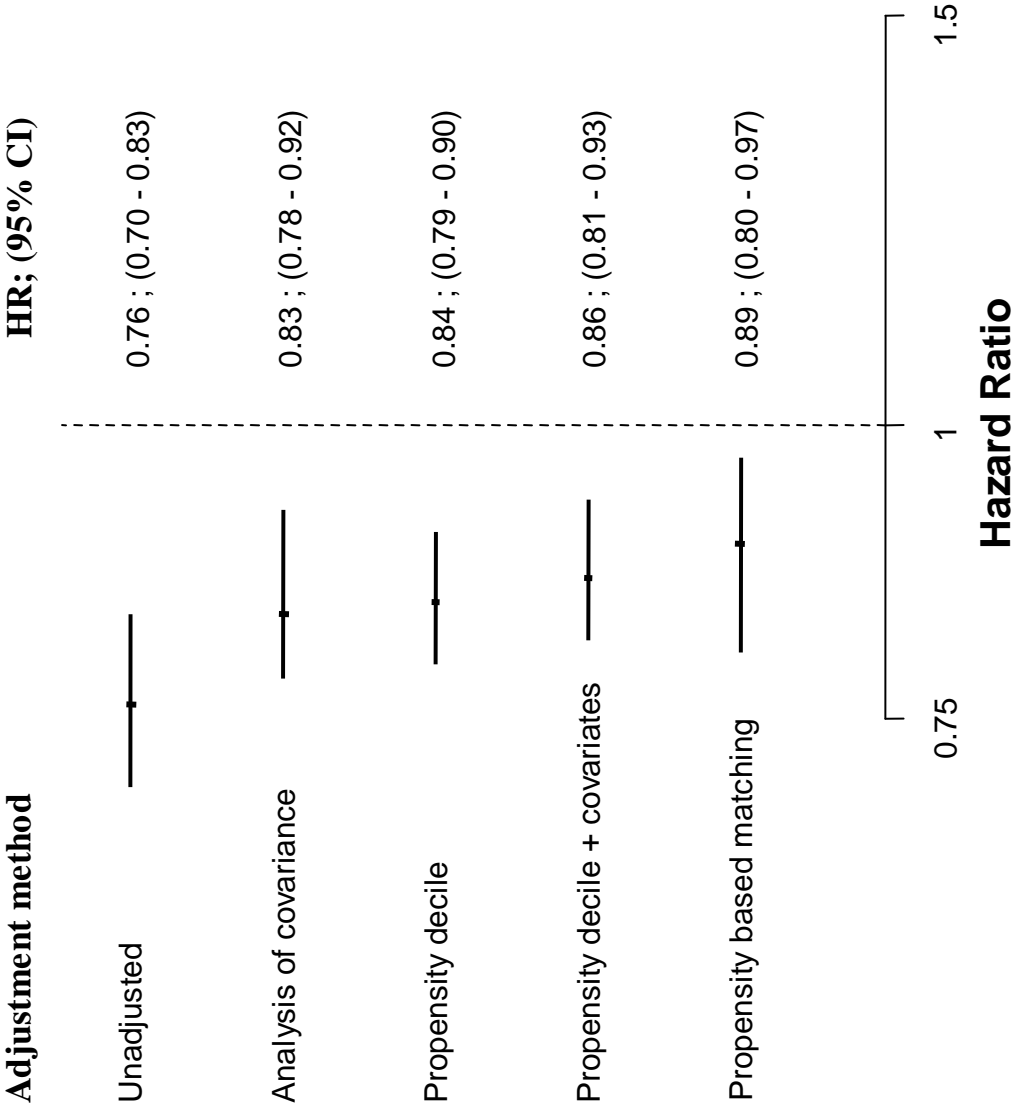 Adjustment method HR; (95% CI)
Unadjusted 0.76 ; (0.70 - 0.83)
Analysis of covariance 0.83 ; (0.78 - 0.92)
Propensity decile 0.84 ; (0.79 - 0.90)
Propensity decile + covariates 0.86 ; (0.81 - 0.93)
Propensity based matching 0.89 ; (0.80 - 0.97)
0.75 1 1.5
Hazard Ratio